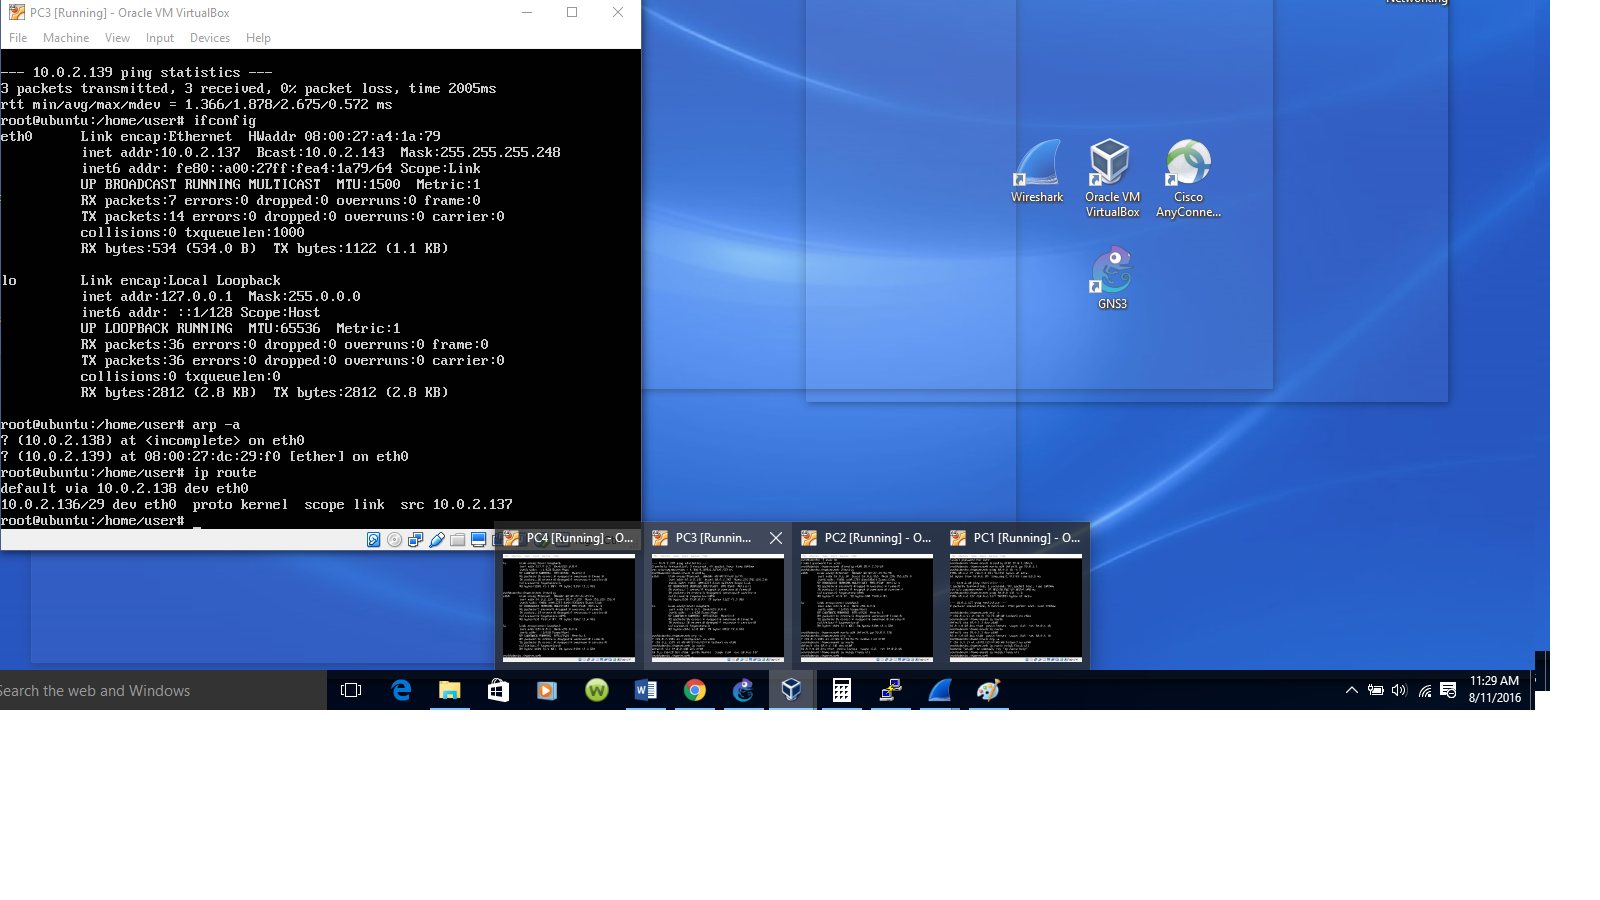 PC3 [Running] - Oracle VM VirtualBox
File Machine View Input Devices Help
--- 10.0.2.139 ping statistics ---
3 packets transmitted, 3 received, 0% packet loss, time 2005ms
rtt min/avg/max/mdev = 1.366/1.878/2.675/0.572 ms
root@ubuntu:/home/user# ifconfig
eth0 Link encap:Ethernet HWaddr 08:00:27:a4:1a:79
inet addr:10.0.2.137 Bcast:10.0.2.143 Mask:255.255.255.248
inet6 addr: fe80::a00:27ff:fea4:1a79/64 Scope:Link
UP BROADCAST RUNNING MULTICAST MTU:1500 Metric:1
RX packets:7 errors:0 dropped:0 overruns:0 frame:0
TX packets:14 errors:0 dropped:0 overruns:0 carrier:0
collisions:0 txqueuelen:1000
RX bytes:534 (534.0 B) TX bytes:1122 (1.1 KB)
lo Link encap:Local Loopback
inet addr:127.0.0.1 Mask:255.0.0.0
inet6 addr: ::1/128 Scope:Host
UP LOOPBACK RUNNING MTU:65536 Metric:1
RX packets:36 errors:0 dropped:0 overruns:0 frame:0
TX packets:36 errors:0 dropped:0 overruns:0 carrier:0
collisions:0 txqueuelen:0
RX bytes:2812 (2.8 KB) TX bytes:2812 (2.8 KB)
root@ubuntu:/home/user# arp -a
? (10.0.2.138) at <incomplete> on eth0
? (10.0.2.139) at 08:00:27:dc:29:f0 [ether] on eth0
root@ubuntu:/home/user# ip route
default via 10.0.2.138 dev eth0
10.0.2.136/29 dev eth0 proto kernel scope link src 10.0.2.137
root@ubuntu:/home/user# _
Networking
Wireshark
Oracle VM
VirtualBox
Cisco
AnyConne...
GNS3
PC4 [Running] - O...
PC3 [Runnin...
PC2 [Running] - O...
PC1 [Running] - O...
Search the web and Windows
11:29 AM
8/11/2016